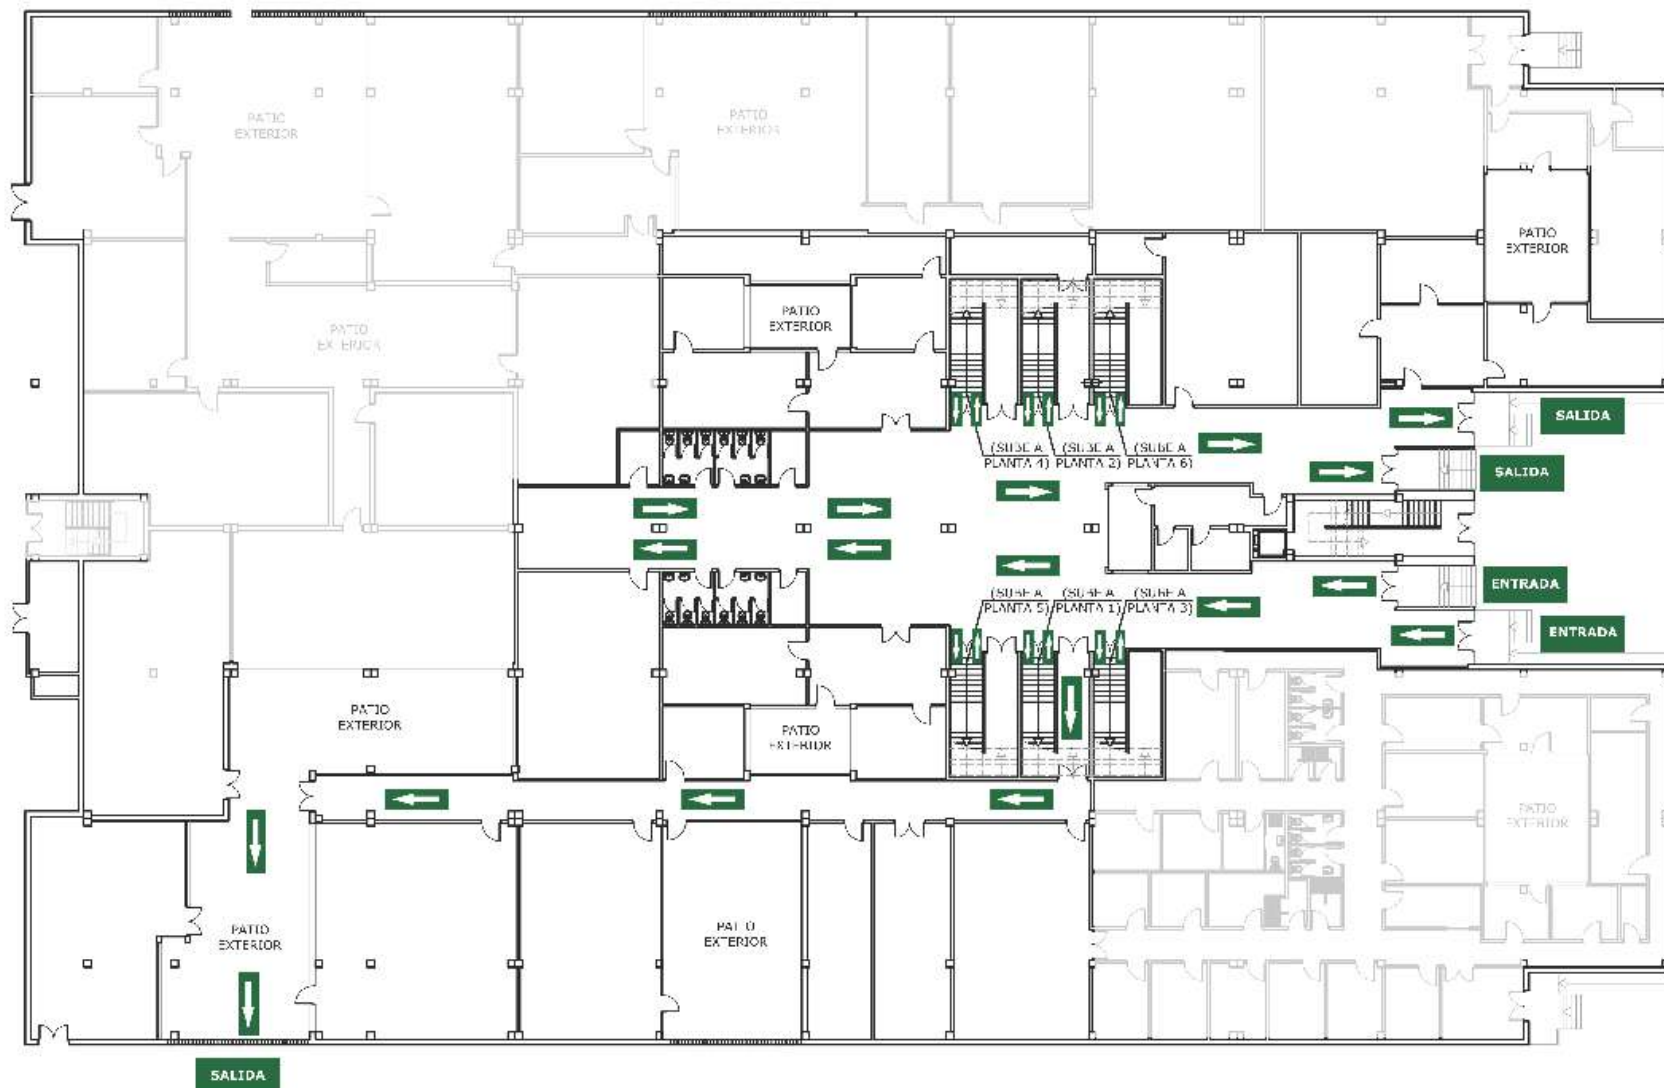 PATIO
EXTERIOR
PATIO
EXTERIOR
PATIO
EXTERIOR
PATIO
EXTERIOR
PATIO
EXTERIOR
SALIDA
(SUBE A
PLANTA 4)
(SUBE A
PLANTA 2)
(SUBE A
PLANTA 6)
SALIDA
ENTRADA
(SUBE A
PLANTA 5)
(SUBE A
PLANTA 1)
(SUBE A
PLANTA 3)
ENTRADA
PATIO
EXTERIOR
PATIO
EXTERIOR
PATIO
EXTERIOR
PATIO
EXTERIOR
PATIO
EXTERIOR
SALIDA